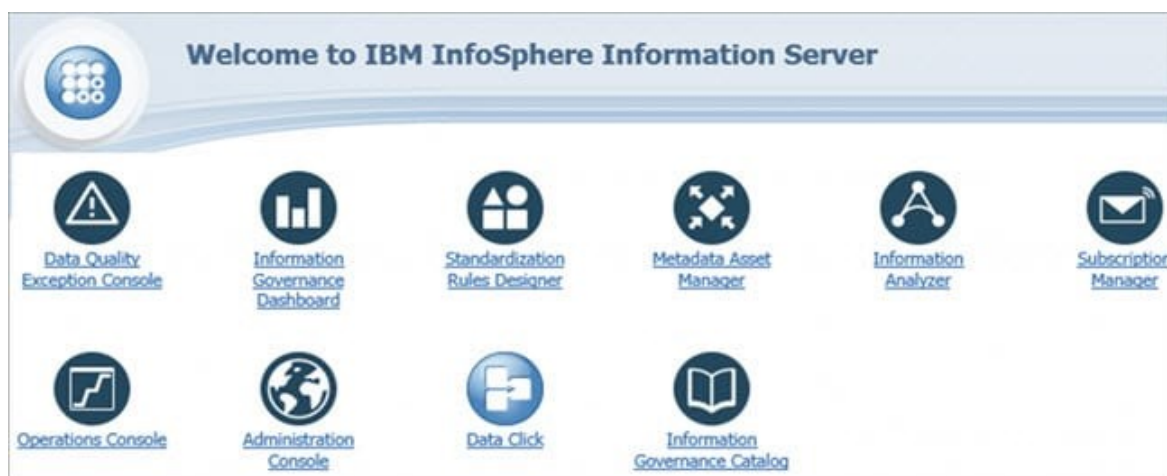 Welcome to IBM InfoSphere Information Server
Data Quality
Exception Console
Information
Governance
Dashboard
Standardization
Rules Designer
Metadata Asset
Manager
Information
Analyzer
Subscription
Manager
Operations Console
Administration
Console
Data Click
Information
Governance Catalog